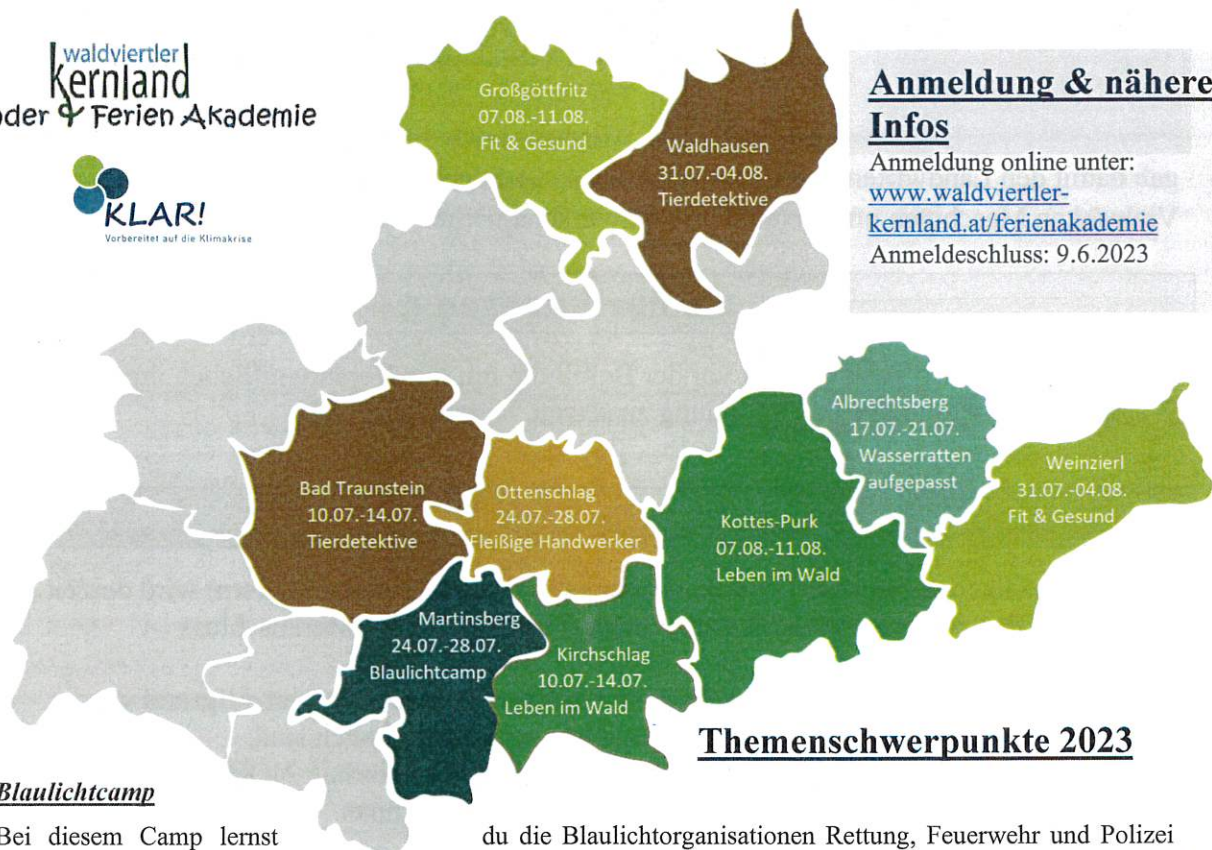 waldviertler
kernland
oder & Ferien Akademie
KLAR!
Vorbereitet auf die Klimakrise
Großgöttfritz
07.08.-11.08.
Fit & Gesund
Waldhausen
31.07.-04.08.
Tierdetektive
Anmeldung & nähere
Infos
Anmeldung online unter:
www.waldviertler-
kernland.at/ferienakademie
Anmeldeschluss: 9.6.2023
Albrechtsberg
17.07.-21.07.
Wasserratten
aufgepasst
Weinzierl
31.07.-04.08.
Fit & Gesund
Bad Traunstein
10.07.-14.07.
Tierdetektive
Ottenschlag
24.07.-28.07.
Fleißige Handwerker
Kottes-Purk
07.08.-11.08.
Leben im Wald
Martinsberg
24.07.-28.07.
Blaulichtcamp
Kirchschlag
10.07.-14.07.
Leben im Wald
Themenschwerpunkte 2023
Blaulichtcamp
Bei diesem Camp lernst du die Blaulichtorganisationen Rettung, Feuerwehr und Polizei